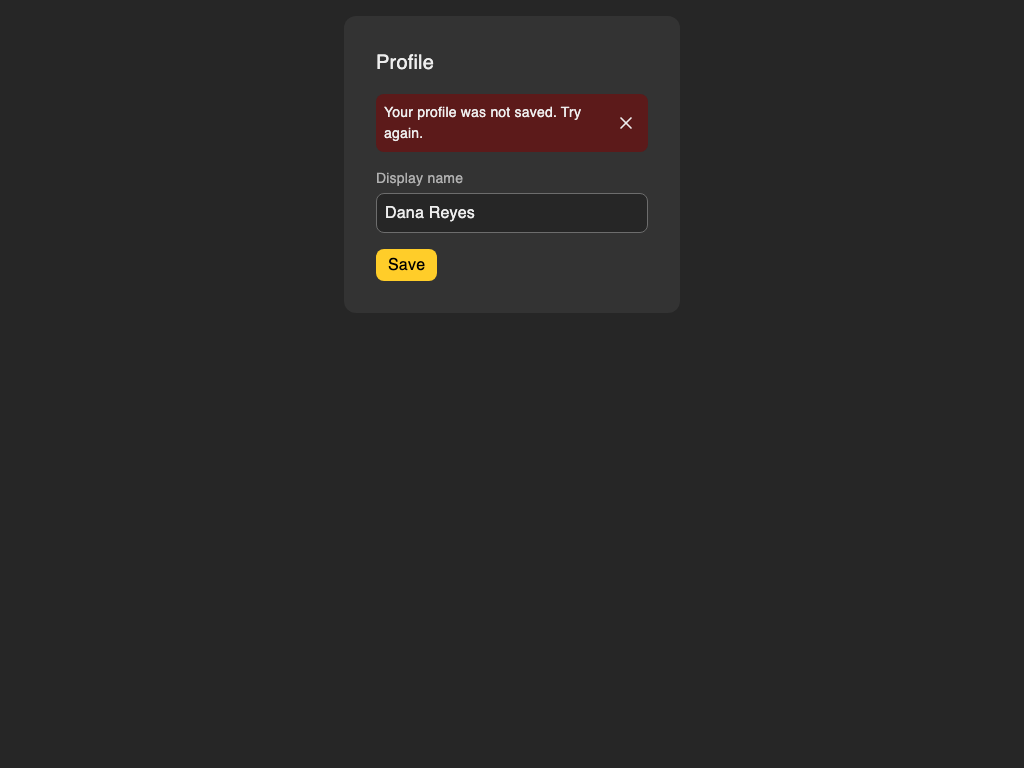 Profile
Your profile was not saved. Try
again.
Display name
Dana Reyes
Save